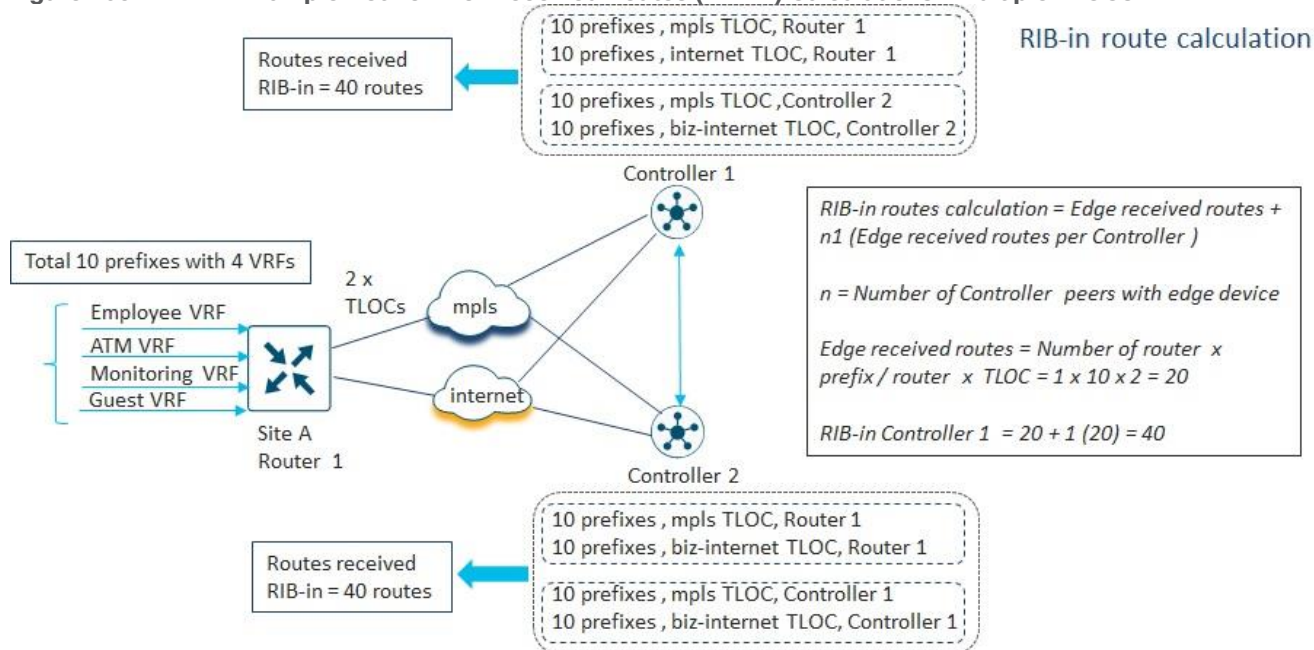 RIB-in route calculation
10 prefixes , mpls TLOC, Router 1
10 prefixes , internet TLOC, Router 1
10 prefixes , mpls TLOC ,Controller 2
10 prefixes , biz-internet TLOC, Controller 2
Routes received
RIB-in = 40 routes
Controller 1
Total 10 prefixes with 4 VRFs
Employee VRF
ATM VRF
Monitoring VRF
Guest VRF
Site A
Router 1
2 x
TLOCs
mpls
internet
RIB-in routes calculation = Edge received routes +
n1 (Edge received routes per Controller )
n = Number of Controller peers with edge device
Edge received routes = Number of router x
prefix / router x TLOC = 1 x 10 x 2 = 20
RIB-in Controller 1 = 20 + 1 (20) = 40
Controller 2
10 prefixes , mpls TLOC, Router 1
10 prefixes , biz-internet TLOC, Router 1
10 prefixes , mpls TLOC, Controller 1
10 prefixes , biz-internet TLOC, Controller 1
Routes received
RIB-in = 40 routes